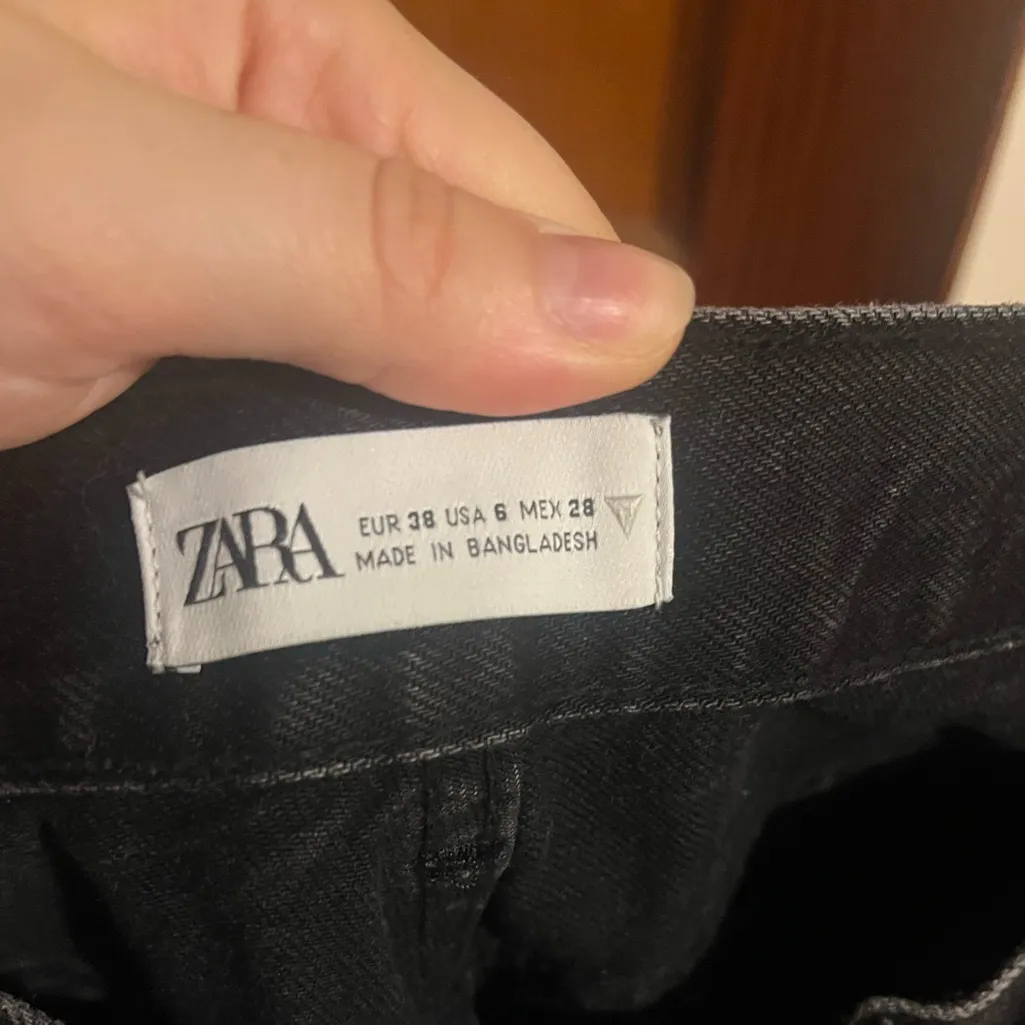 ZARA
EUR 38 USA 6 MEX 28
MADE IN BANGLADESH